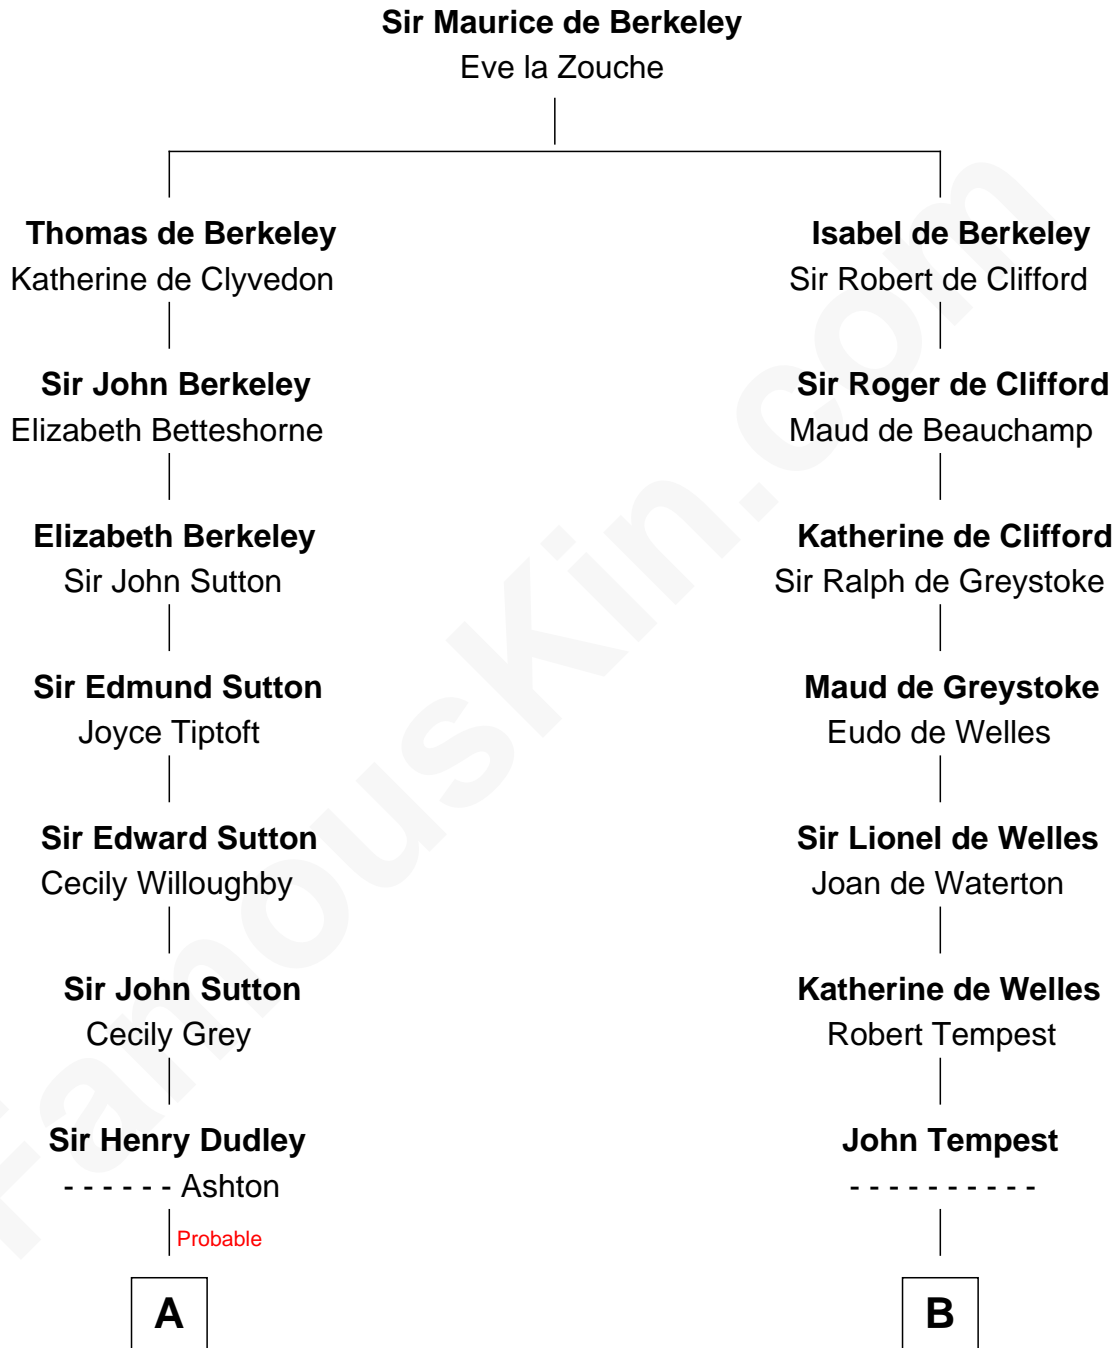 Sir Maurice de Berkeley
Eve la Zouche
Thomas de Berkeley
Katherine de Clyvedon
Isabel de Berkeley
Sir Robert de Clifford
Sir John Berkeley
Elizabeth Betteshorne
Sir Roger de Clifford
Maud de Beauchamp
Elizabeth Berkeley
Sir John Sutton
Katherine de Clifford
Sir Ralph de Greystoke
Sir Edmund Sutton
Joyce Tiptoft
Maud de Greystoke
Eudo de Welles
Sir Edward Sutton
Cecily Willoughby
Sir Lionel de Welles
Joan de Waterton
Sir John Sutton
Cecily Grey
Katherine de Welles
Robert Tempest
Sir Henry Dudley
- - - - - - Ashton
John Tempest
- - - - - - - - - -
Probable
A
B
FamousKin.com